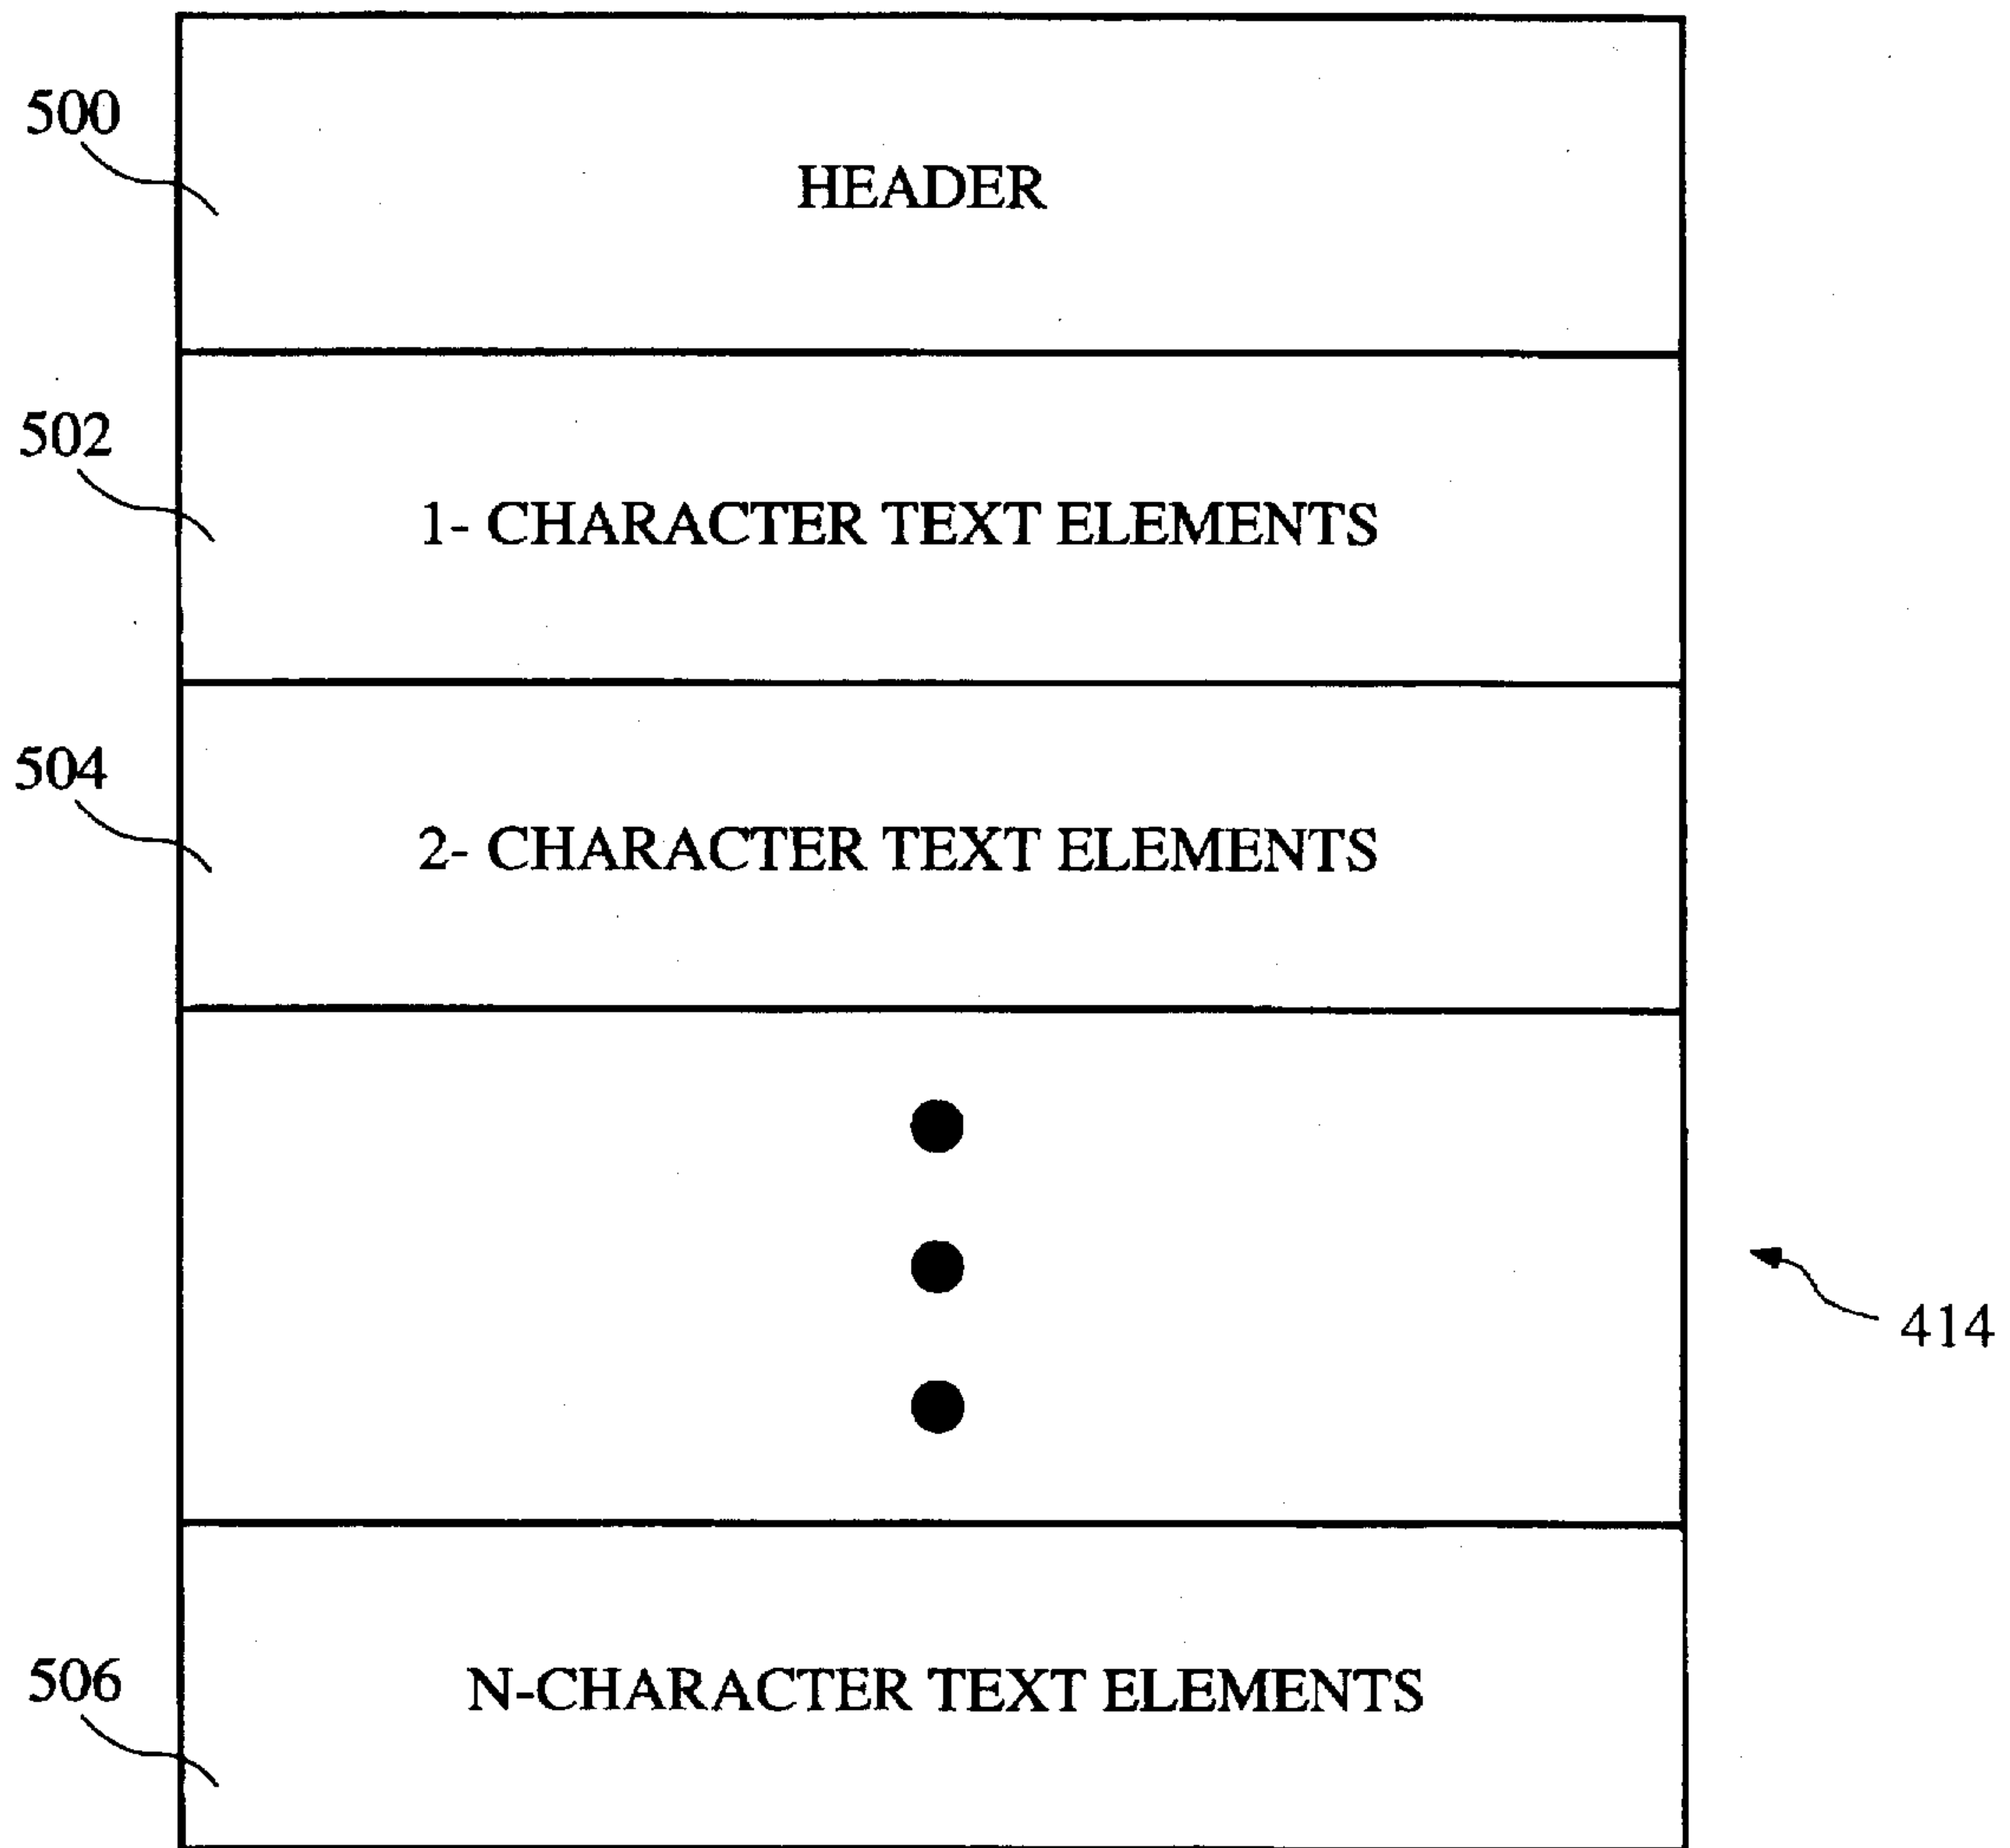 500
HEADER
502
1- CHARACTER TEXT ELEMENTS
504
2- CHARACTER TEXT ELEMENTS
414
506
N-CHARACTER TEXT ELEMENTS